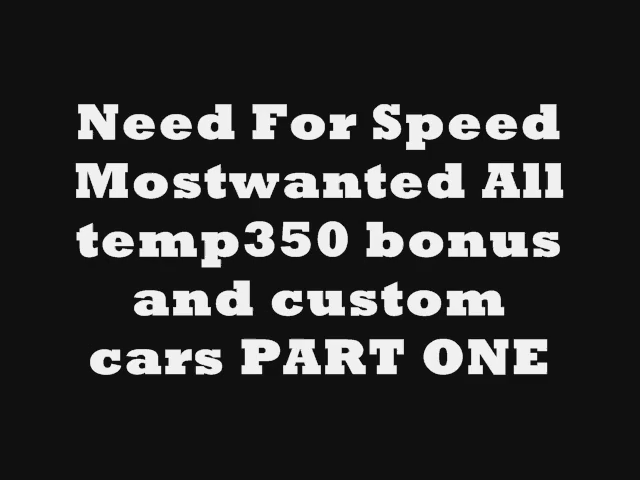 Need For Speed
Mostwanted All
temp350 bonus
and custom
cars PART ONE